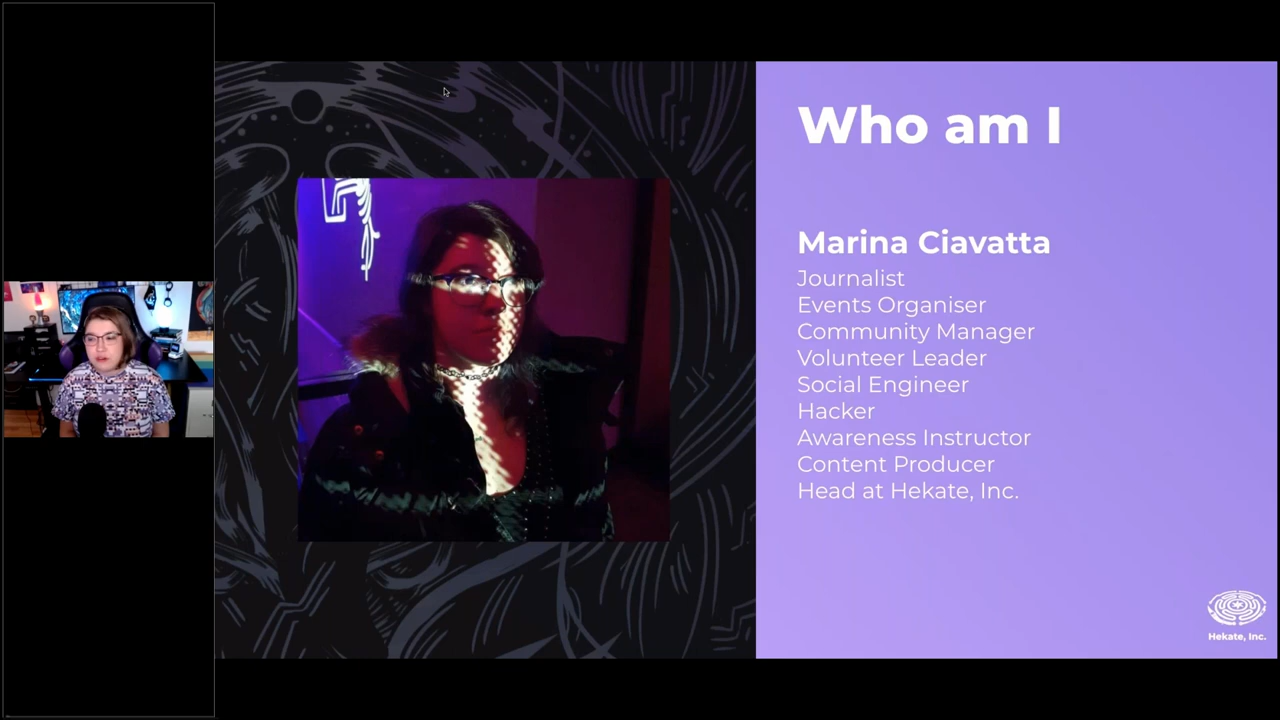 Who am I
Marina Ciavatta
Journalist
Events Organiser
Community Manager
Volunteer Leader
Social Engineer
Hacker
Awareness Instructor
Content Producer
Head at Hekate, Inc.
Hekate, Inc.